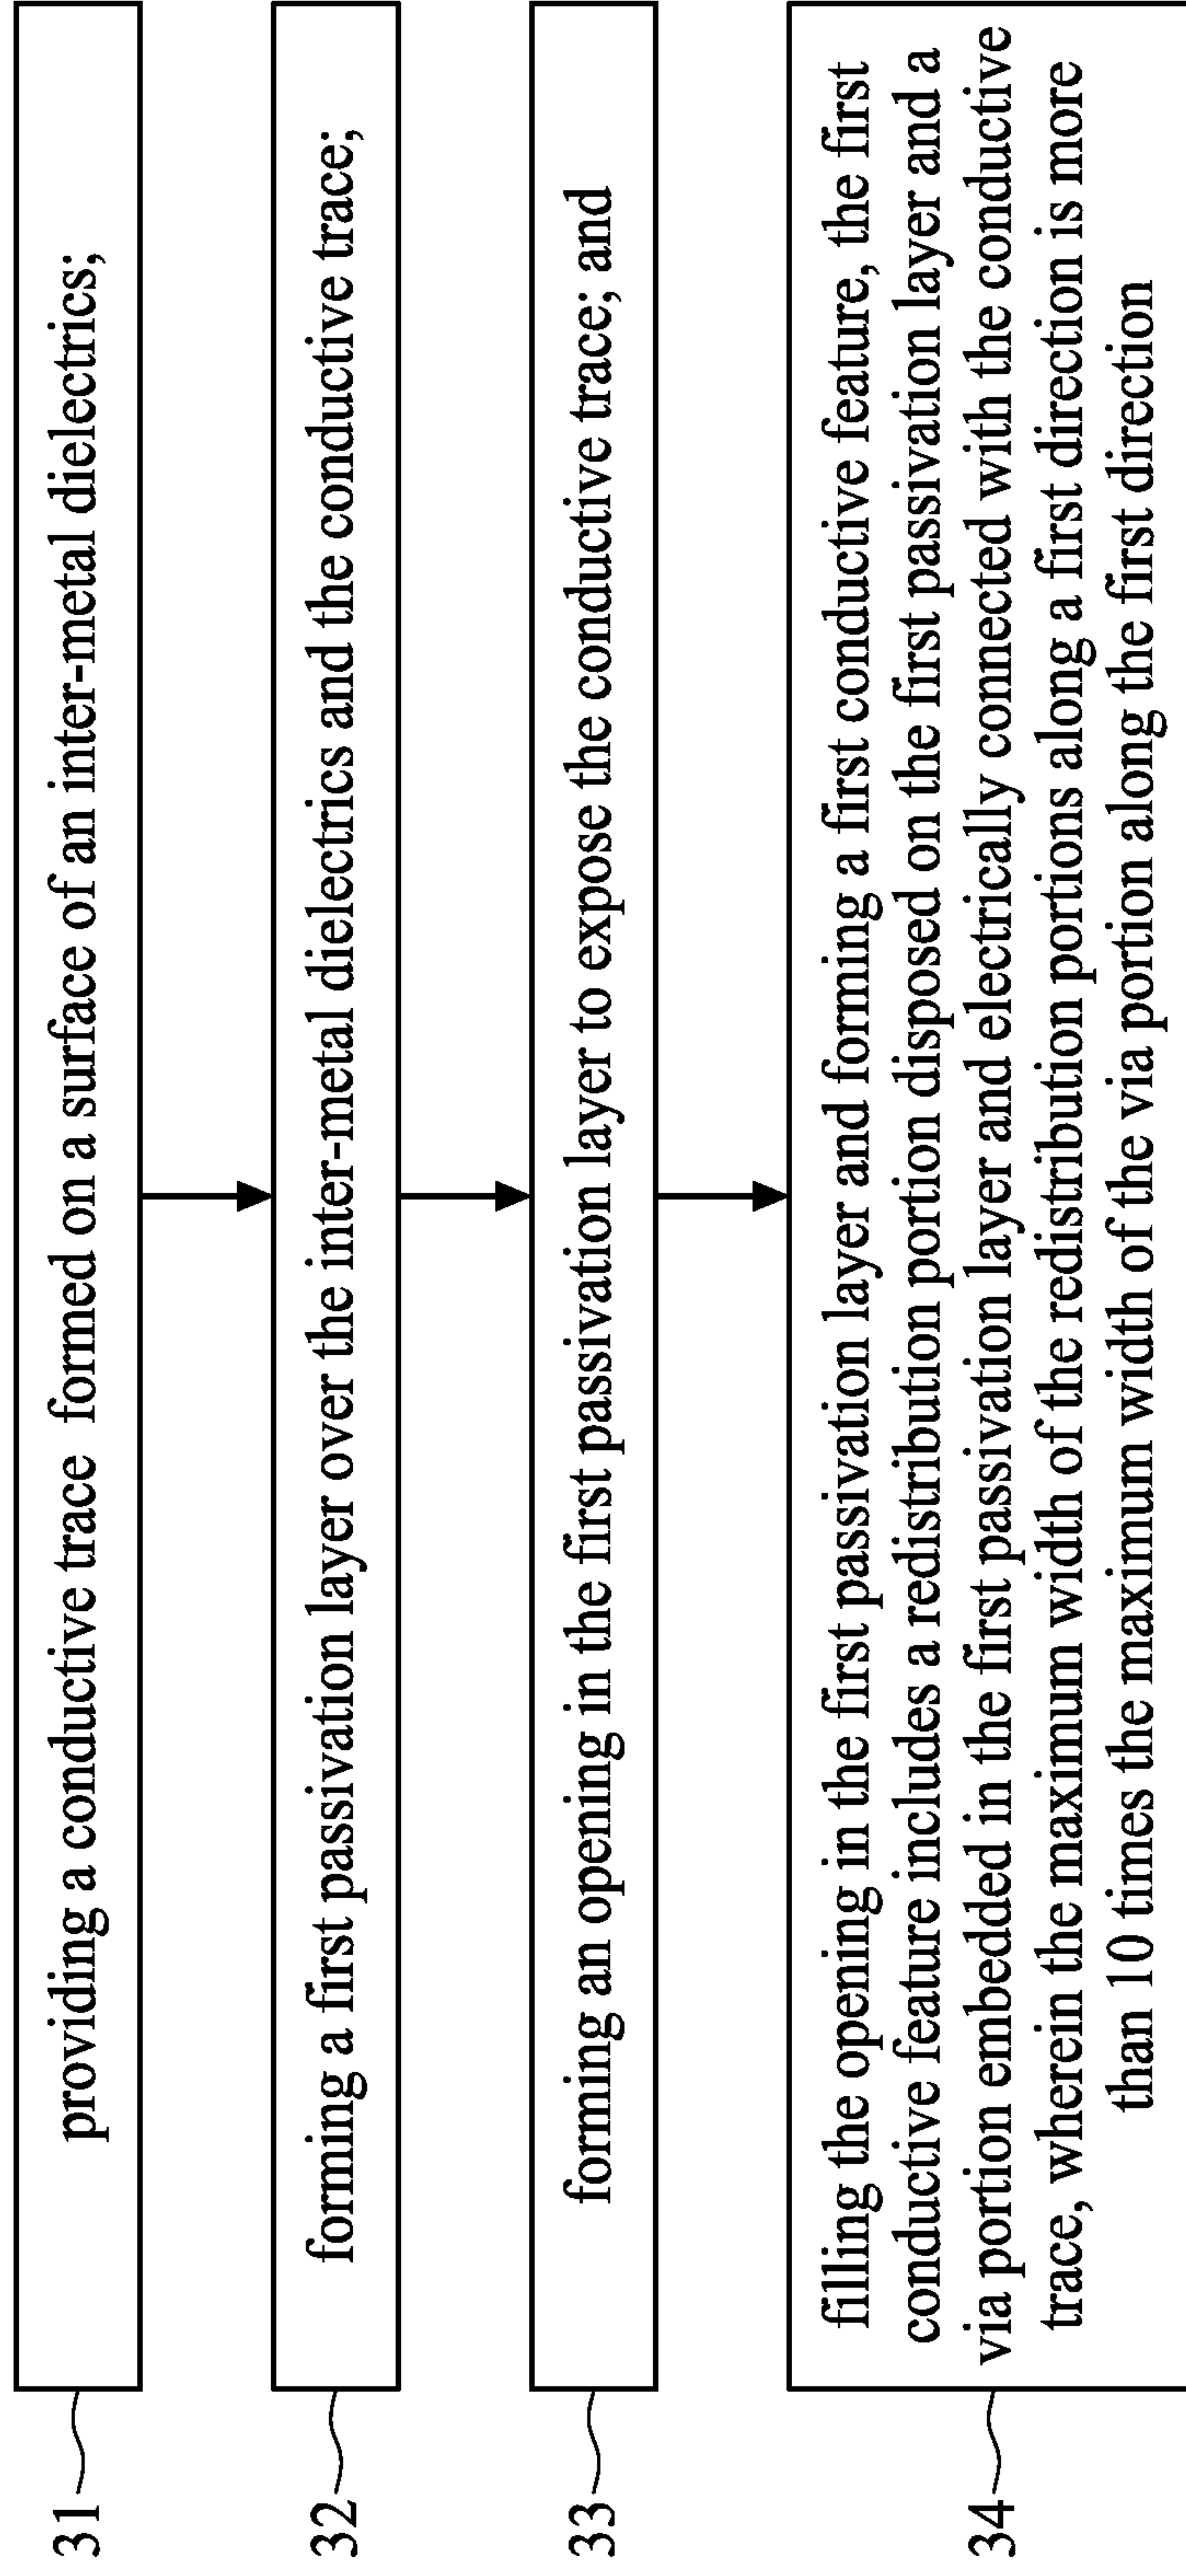 31
providing a conductive trace formed on a surface of an inter-metal dielectrics;
32
forming a first passivation layer over the inter-metal dielectrics and the conductive trace;
33
forming an opening in the first passivation layer to expose the conductive trace; and
34
filling the opening in the first passivation layer and forming a first conductive feature, the first
conductive feature includes a redistribution portion disposed on the first passivation layer and a
via portion embedded in the first passivation layer and electrically connected with the conductive
trace, wherein the maximum width of the redistribution portions along a first direction is more
than 10 times the maximum width of the via portion along the first direction